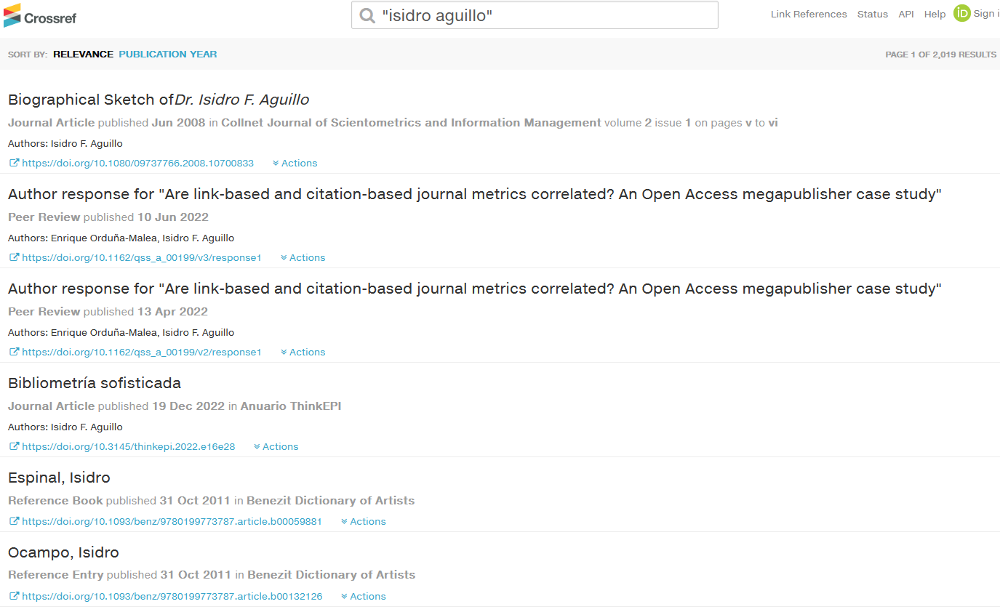 Crossref
"isidro aguillo"
Link References Status API Help iD Sign i
SORT BY: RELEVANCE PUBLICATION YEAR
PAGE 1 OF 2,019 RESULTS
Biographical Sketch ofDr. Isidro F. Aguillo
Journal Article published Jun 2008 in Collnet Journal of Scientometrics and Information Management volume 2 issue 1 on pages v to vi
Authors: Isidro F. Aguillo
https://doi.org/10.1080/09737766.2008.10700833 Actions
Author response for "Are link-based and citation-based journal metrics correlated? An Open Access megapublisher case study"
Peer Review published 10 Jun 2022
Authors: Enrique Orduña-Malea, Isidro F. Aguillo
https://doi.org/10.1162/qss_a_00199/v3/response1 Actions
Author response for "Are link-based and citation-based journal metrics correlated? An Open Access megapublisher case study"
Peer Review published 13 Apr 2022
Authors: Enrique Orduña-Malea, Isidro F. Aguillo
https://doi.org/10.1162/qss_a_00199/v2/response1 Actions
Bibliometría sofisticada
Journal Article published 19 Dec 2022 in Anuario ThinkEPI
Authors: Isidro F. Aguillo
https://doi.org/10.3145/thinkepi.2022.e16e28 Actions
Espinal, Isidro
Reference Book published 31 Oct 2011 in Benezit Dictionary of Artists
https://doi.org/10.1093/benz/9780199773787.article.b00059881 Actions
Ocampo, Isidro
Reference Entry published 31 Oct 2011 in Benezit Dictionary of Artists
https://doi.org/10.1093/benz/9780199773787.article.b00132126 Actions